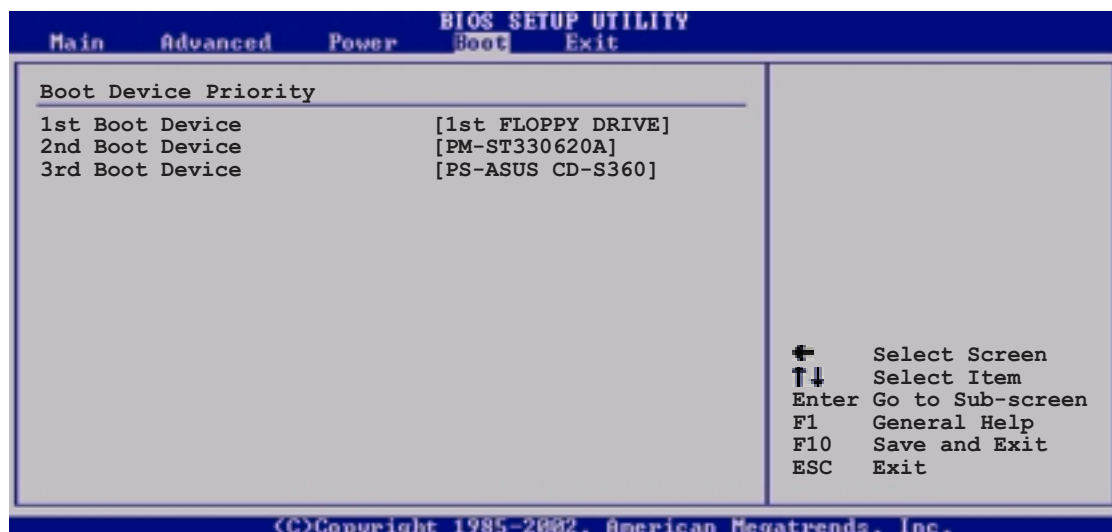 BIOS SETUP UTILITY
Main Advanced Power Boot Exit
Boot Device Priority
1st Boot Device [1st FLOPPY DRIVE]
2nd Boot Device [PM-ST330620A]
3rd Boot Device [PS-ASUS CD-S360]
← Select Screen
↑↓ Select Item
Enter Go to Sub-screen
F1 General Help
F10 Save and Exit
ESC Exit
(C)Copyright 1985-2002, American Megatrends, Inc.